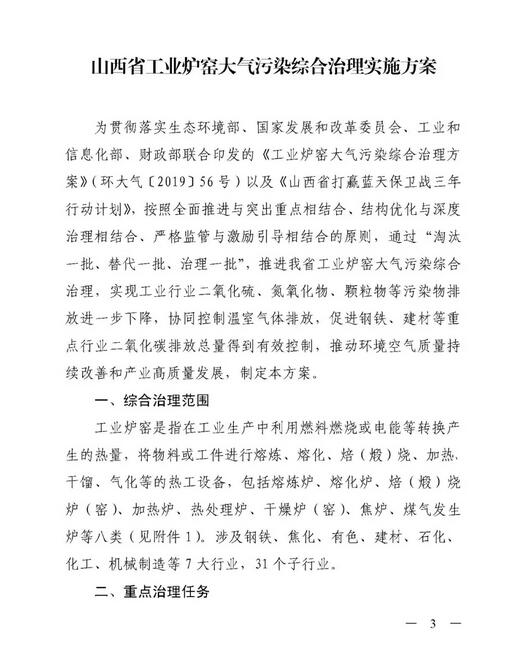 山西省工业炉窑大气污染综合治理实施方案
为贯彻落实生态环境部、国家发展和改革委员会、工业和
信息化部、财政部联合印发的《工业炉窑大气污染综合治理方
案》（环大气〔2019〕56 号）以及《山西省打赢蓝天保卫战三年
行动计划》，按照全面推进与突出重点相结合、结构优化与深度
治理相结合、严格监管与激励引导相结合的原则，通过“淘汰
一批、替代一批、治理一批”，推进我省工业炉窑大气污染综合
治理，实现工业行业二氧化硫、氮氧化物、颗粒物等污染物排
放进一步下降，协同控制温室气体排放，促进钢铁、建材等重
点行业二氧化碳排放总量得到有效控制，推动环境空气质量持
续改善和产业高质量发展，制定本方案。
一、综合治理范围
工业炉窑是指在工业生产中利用燃料燃烧或电能等转换产
生的热量，将物料或工件进行熔炼、熔化、焙（煅）烧、加热、
干馏、气化等的热工设备，包括熔炼炉、熔化炉、焙（煅）烧
炉（窑）、加热炉、热处理炉、干燥炉（窑）、焦炉、煤气发生
炉等八类（见附件 1）。涉及钢铁、焦化、有色、建材、石化、
化工、机械制造等 7 大行业，31 个子行业。
二、重点治理任务
— 3